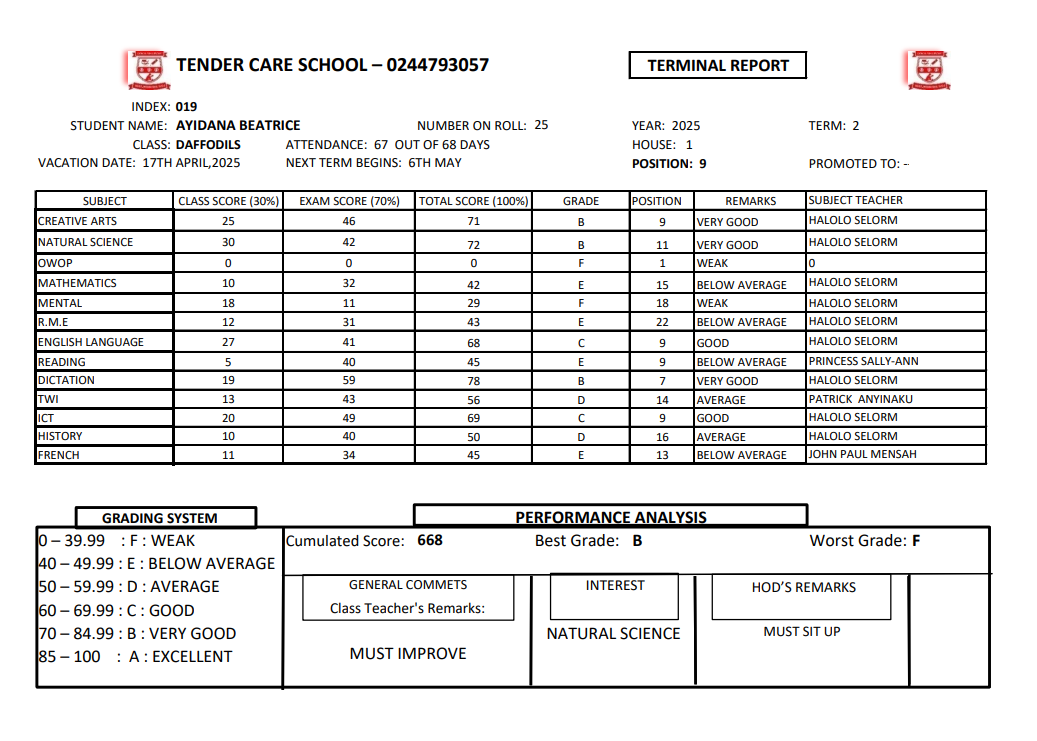 TENDER CARE SCHOOL – 0244793057 TERMINAL REPORT
INDEX: 019
STUDENT NAME: AYIDANA BEATRICE NUMBER ON ROLL: 25 YEAR: 2025 TERM: 2
CLASS: DAFFODILS ATTENDANCE: 67 OUT OF 68 DAYS HOUSE: 1
VACATION DATE: 17TH APRIL,2025 NEXT TERM BEGINS: 6TH MAY POSITION: 9 PROMOTED TO: --
SUBJECT CLASS SCORE (30%) EXAM SCORE (70%) TOTAL SCORE (100%) GRADE POSITION REMARKS SUBJECT TEACHER
CREATIVE ARTS 25 46 71 B 9 VERY GOOD HALOLO SELORM
NATURAL SCIENCE 30 42 72 B 11 VERY GOOD HALOLO SELORM
OWOP 0 0 0 F 1 WEAK 0
MATHEMATICS 10 32 42 E 15 BELOW AVERAGE HALOLO SELORM
MENTAL 18 11 29 F 18 WEAK HALOLO SELORM
R.M.E 12 31 43 E 22 BELOW AVERAGE HALOLO SELORM
ENGLISH LANGUAGE 27 41 68 C 9 GOOD HALOLO SELORM
READING 5 40 45 E 9 BELOW AVERAGE PRINCESS SALLY-ANN
DICTATION 19 59 78 B 7 VERY GOOD HALOLO SELORM
TWI 13 43 56 D 14 AVERAGE PATRICK ANYINAKU
ICT 20 49 69 C 9 GOOD HALOLO SELORM
HISTORY 10 40 50 D 16 AVERAGE HALOLO SELORM
FRENCH 11 34 45 E 13 BELOW AVERAGE JOHN PAUL MENSAH
GRADING SYSTEM
0 – 39.99 : F : WEAK
40 – 49.99 : E : BELOW AVERAGE
50 – 59.99 : D : AVERAGE
60 – 69.99 : C : GOOD
70 – 84.99 : B : VERY GOOD
85 – 100 : A : EXCELLENT
PERFORMANCE ANALYSIS
Cumulated Score: 668 Best Grade: B Worst Grade: F
GENERAL COMMETS
Class Teacher's Remarks:
MUST IMPROVE
INTEREST
NATURAL SCIENCE
HOD'S REMARKS
MUST SIT UP